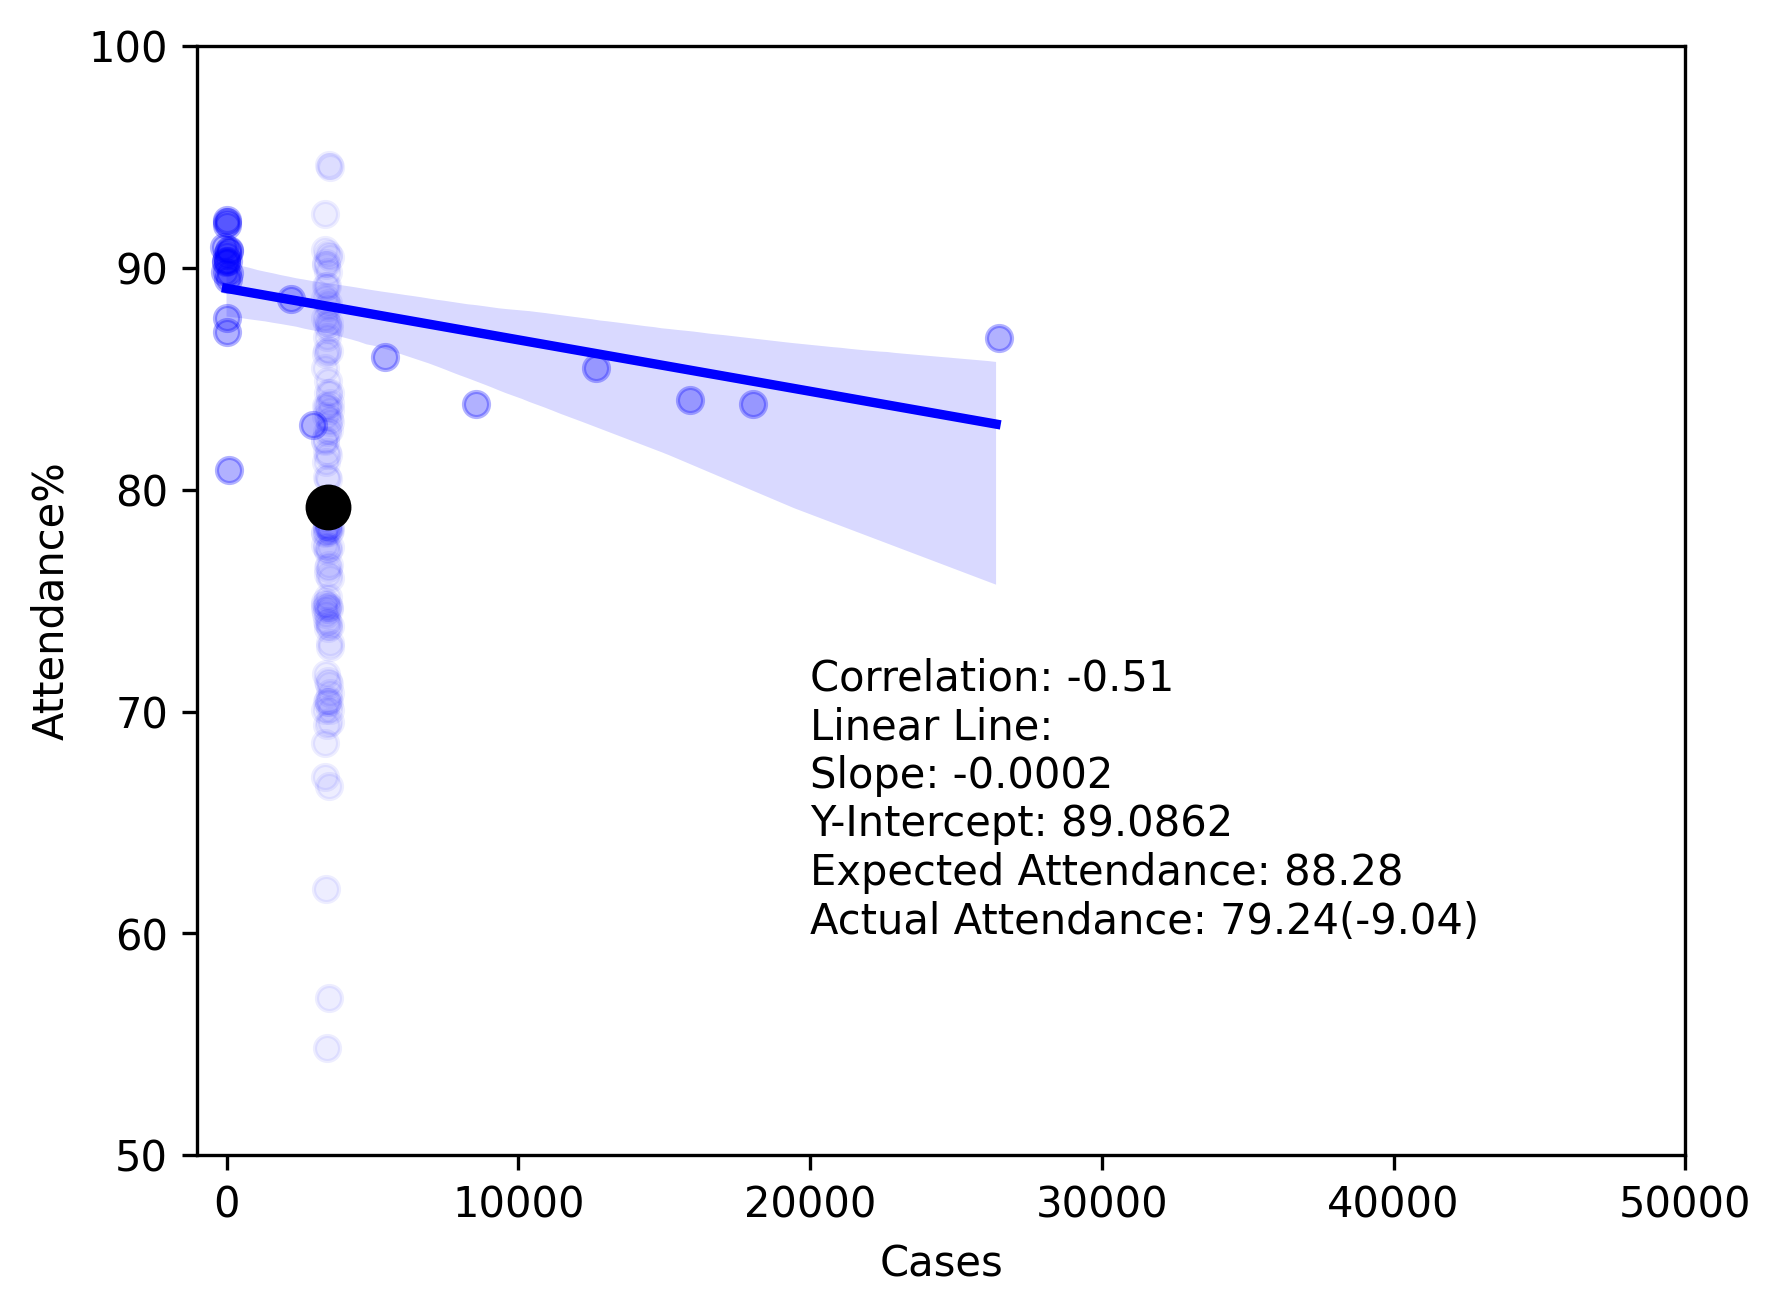 100
90
80
70
60
50
Attendance%
Correlation: -0.51
Linear Line:
Slope: -0.0002
Y-Intercept: 89.0862
Expected Attendance: 88.28
Actual Attendance: 79.24(-9.04)
0 10000 20000 30000 40000 50000
Cases